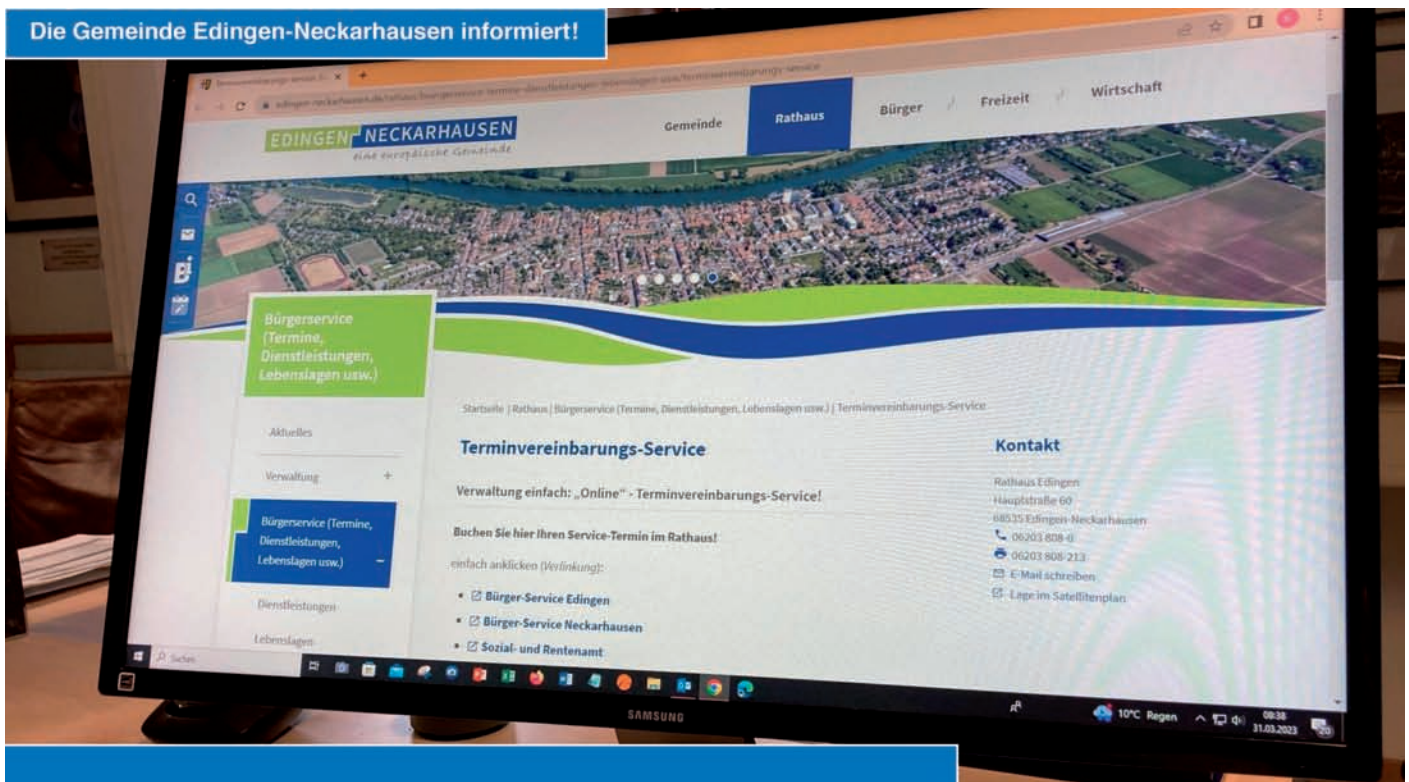 Die Gemeinde Edingen-Neckarhausen informiert!
EDINGEN NECKARHAUSEN
eine europäische Gemeinde
Gemeinde
Rathaus
Bürger
Freizeit
Wirtschaft
Bürgerservice
(Termine,
Dienstleistungen,
Lebenslagen usw.)
Aktuelles
Verwaltung +
Bürgerservice (Termine,
Dienstleistungen,
Lebenslagen usw.) –
Dienstleistungen
Lebenslagen
Startseite | Rathaus | Bürgerservice (Termine, Dienstleistungen, Lebenslagen usw.) | Terminvereinbarungs-Service
Terminvereinbarungs-Service
Verwaltung einfach: „Online" - Terminvereinbarungs-Service!
Buchen Sie hier Ihren Service-Termin im Rathaus!
einfach anklicken (Verlinkung):
• Bürger-Service Edingen
• Bürger-Service Neckarhausen
• Sozial- und Rentenamt
Kontakt
Rathaus Edingen
Hauptstraße 60
68535 Edingen-Neckarhausen
06203 808-0
06203 808-213
E-Mail schreiben
Lage im Satellitenplan
Suchen
10°C Regen
08:38
31.03.2023
20
SAMSUNG